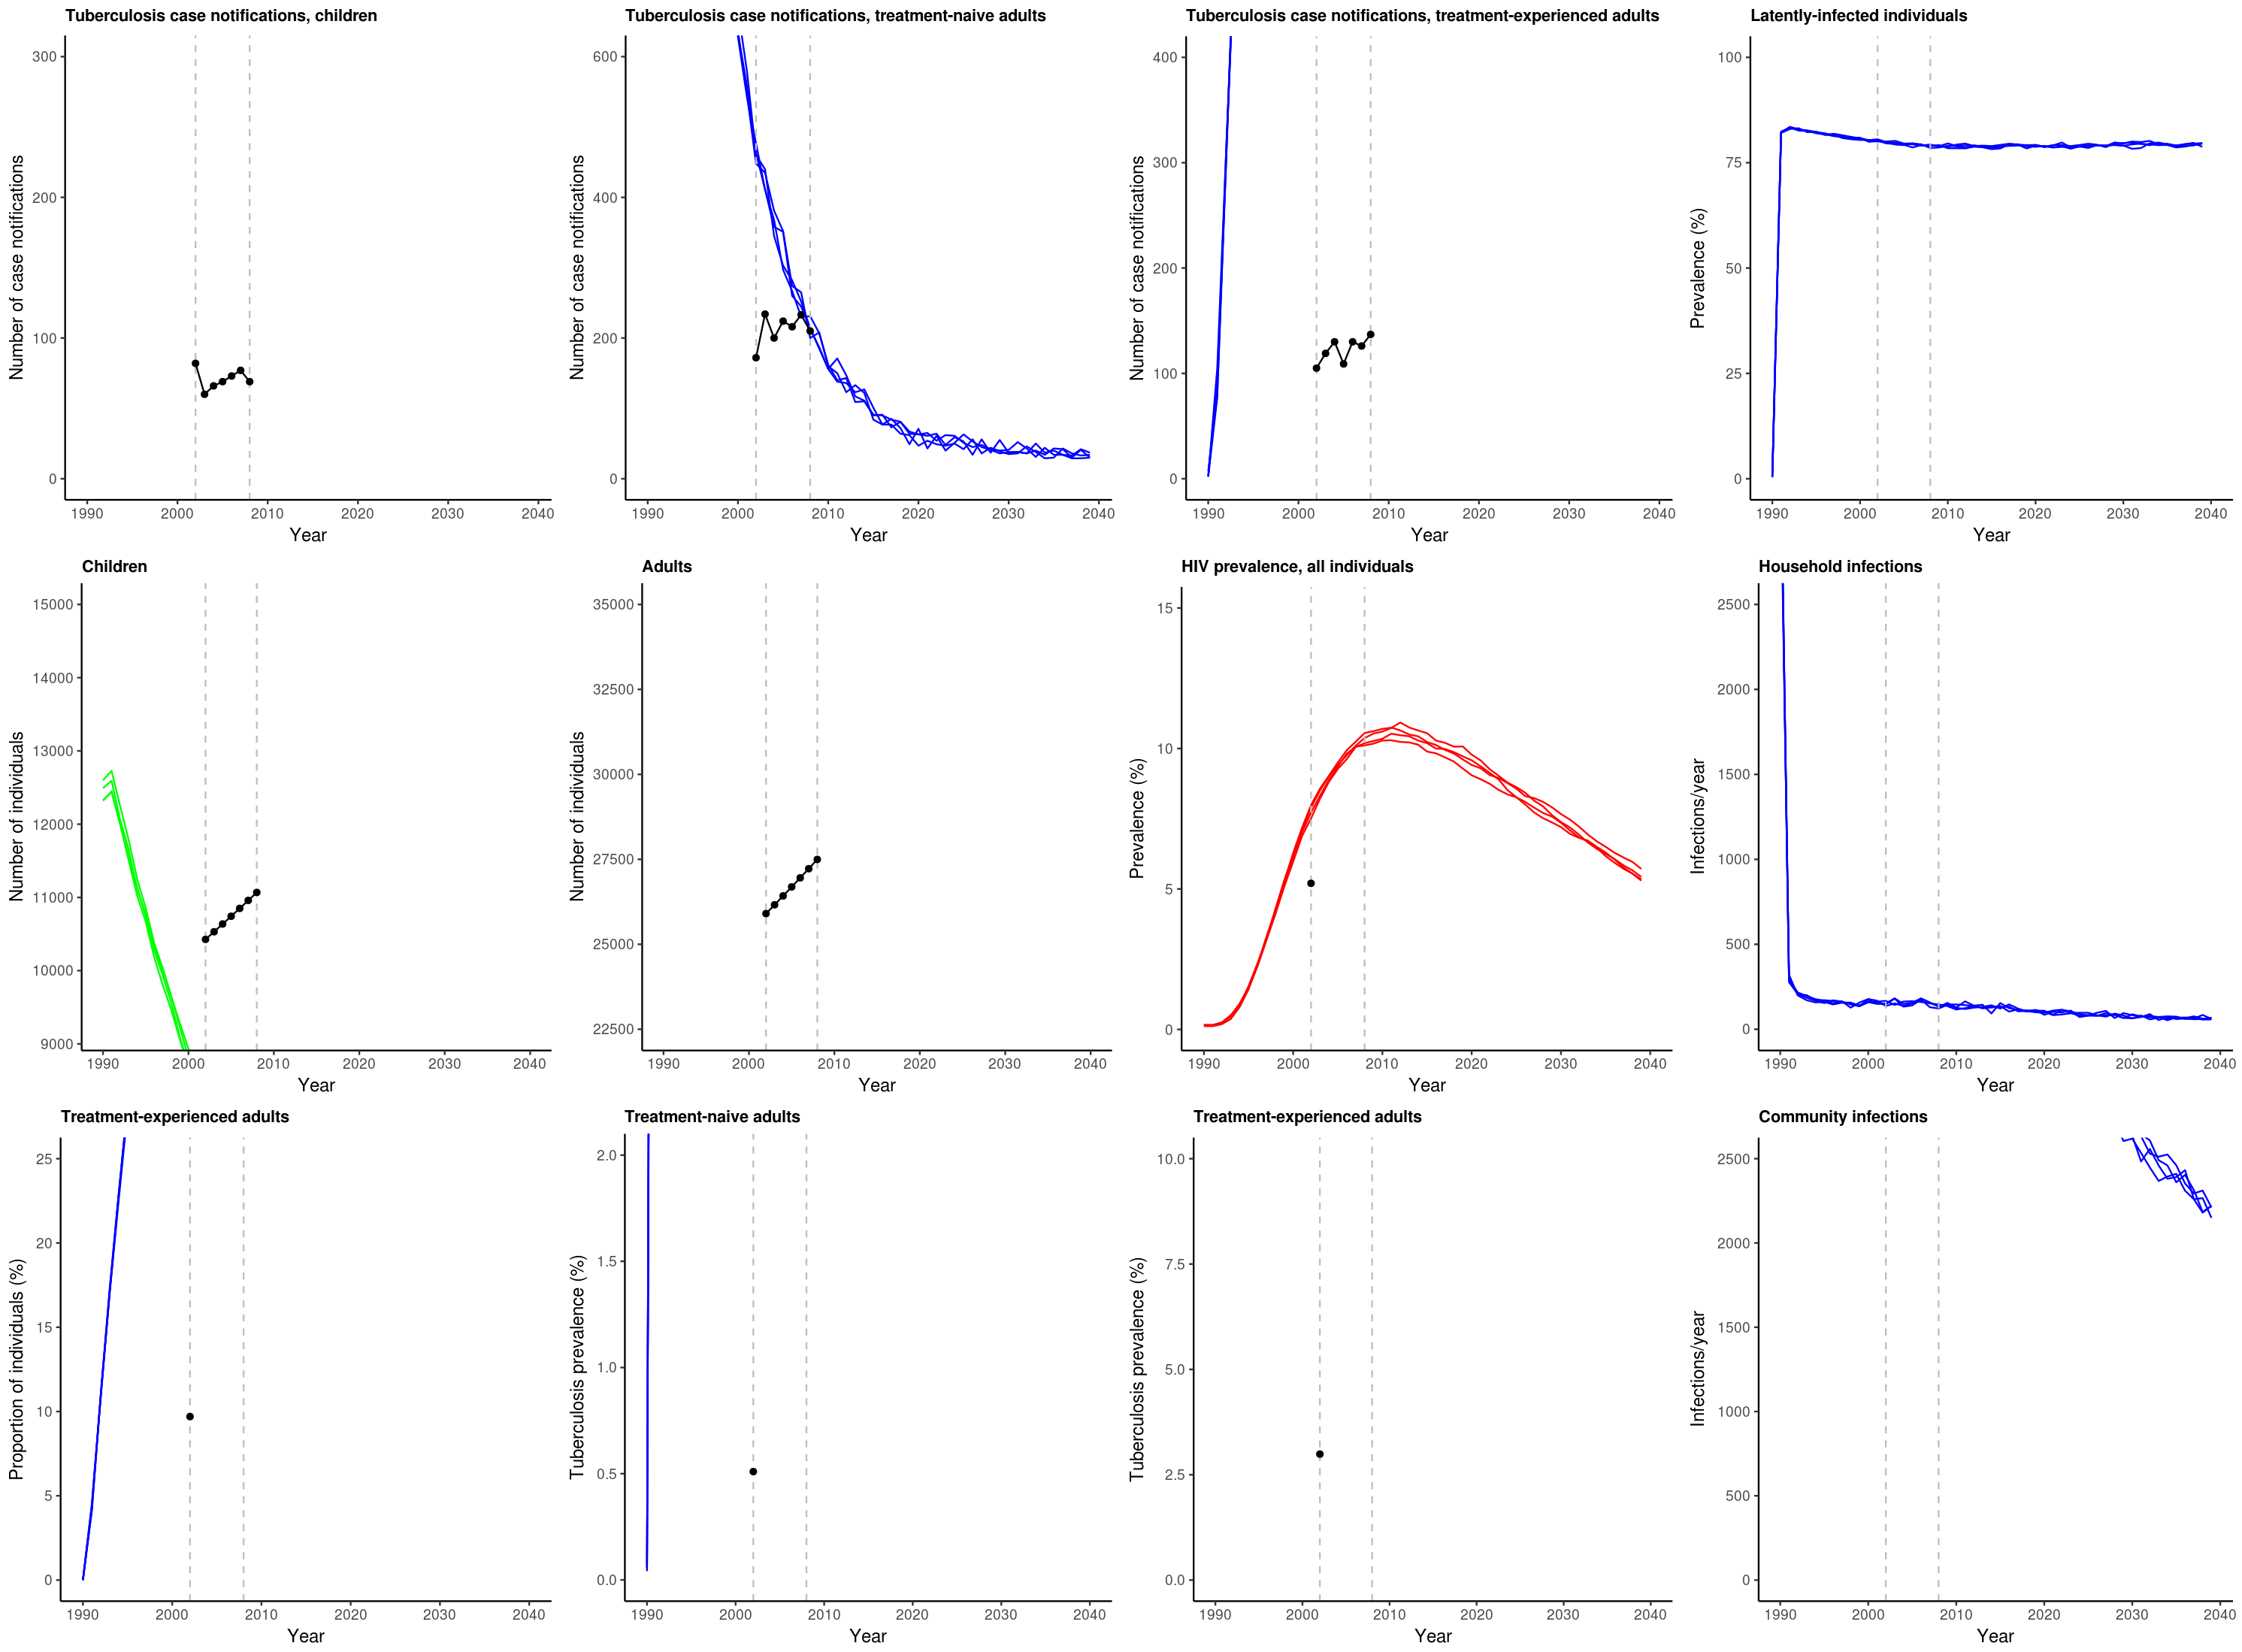 Tuberculosis case notifications, children
Number of case notifications
300
200
100
0
1990 2000 2010 2020 2030 2040
Year
Tuberculosis case notifications, treatment-naive adults
Number of case notifications
600
400
200
0
1990 2000 2010 2020 2030 2040
Year
Tuberculosis case notifications, treatment-experienced adults
Number of case notifications
400
300
200
100
0
1990 2000 2010 2020 2030 2040
Year
Latently-infected individuals
Prevalence (%)
100
75
50
25
0
1990 2000 2010 2020 2030 2040
Year
Children
Number of individuals
15000
14000
13000
12000
11000
10000
9000
1990 2000 2010 2020 2030 2040
Year
Adults
Number of individuals
35000
32500
30000
27500
25000
22500
1990 2000 2010 2020 2030 2040
Year
HIV prevalence, all individuals
Prevalence (%)
15
10
5
0
1990 2000 2010 2020 2030 2040
Year
Household infections
Infections/year
2500
2000
1500
1000
500
0
1990 2000 2010 2020 2030 2040
Year
Treatment-experienced adults
Proportion of individuals (%)
25
20
15
10
5
0
1990 2000 2010 2020 2030 2040
Year
Treatment-naive adults
Tuberculosis prevalence (%)
2.0
1.5
1.0
0.5
0.0
1990 2000 2010 2020 2030 2040
Year
Treatment-experienced adults
Tuberculosis prevalence (%)
10.0
7.5
5.0
2.5
0.0
1990 2000 2010 2020 2030 2040
Year
Community infections
Infections/year
2500
2000
1500
1000
500
0
1990 2000 2010 2020 2030 2040
Year